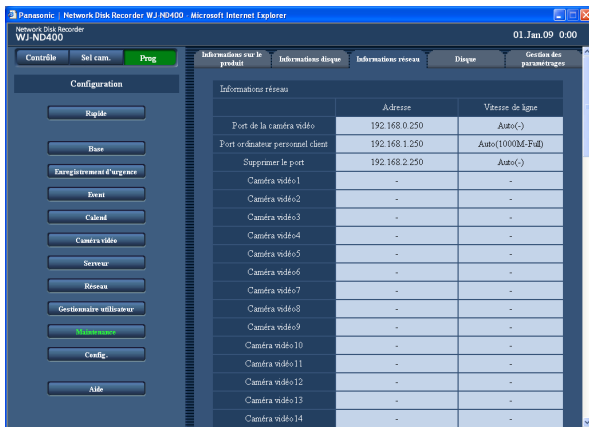 Panasonic | Network Disk Recorder WJ-ND400 - Microsoft Internet Explorer
Network Disk Recorder
WJ-ND400
01.Jan.09 0:00
Contrôle Sel cam. Prog
Informations sur le produit Informations disque Informations réseau Disque Gestion des paramétrages
Configuration
Rapide
Base
Enregistrement d'urgence
Event
Calend
Caméra vidéo
Serveur
Réseau
Gestionnaire utilisateur
Maintenance
Config.
Aide
Informations réseau
Adresse Vitesse de ligne
Port de la caméra vidéo 192.168.0.250 Auto(-)
Port ordinateur personnel client 192.168.1.250 Auto(1000M-Full)
Supprimer le port 192.168.2.250 Auto(-)
Caméra vidéo1 - -
Caméra vidéo2 - -
Caméra vidéo3 - -
Caméra vidéo4 - -
Caméra vidéo5 - -
Caméra vidéo6 - -
Caméra vidéo7 - -
Caméra vidéo8 - -
Caméra vidéo9 - -
Caméra vidéo10 - -
Caméra vidéo11 - -
Caméra vidéo12 - -
Caméra vidéo13 - -
Caméra vidéo14 - -